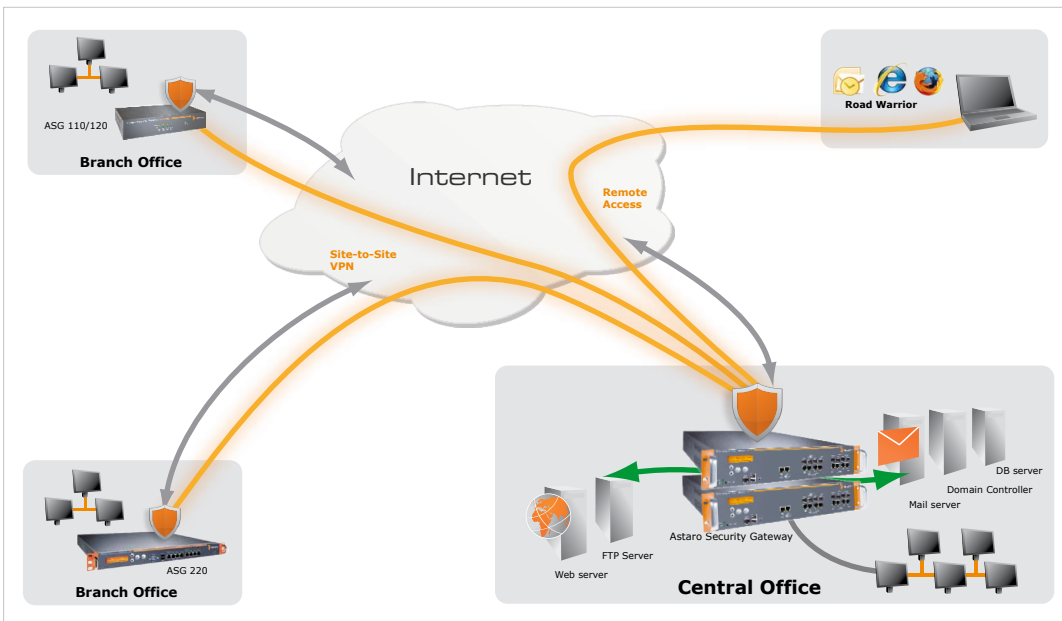 ASG 110/120
Branch Office
Internet
Road Warrior
Remote
Access
Site-to-Site
VPN
ASG 220
Branch Office
DB server
Domain Controller
Mail server
Astaro Security Gateway
FTP Server
Web server
Central Office